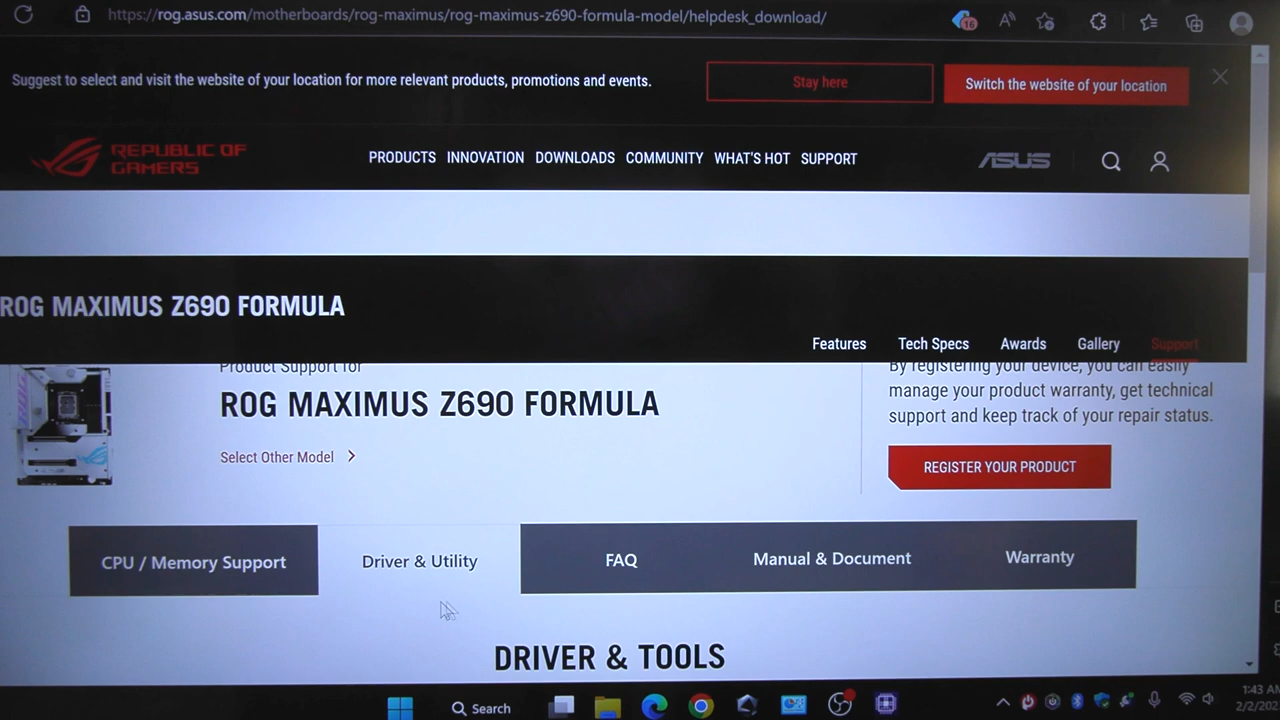 https://rog.asus.com/motherboards/rog-maximus/rog-maximus-z690-formula-model/helpdesk_download/
16
Suggest to select and visit the website of your location for more relevant products, promotions and events.
Stay here
Switch the website of your location
REPUBLIC OF
GAMERS
PRODUCTS INNOVATION DOWNLOADS COMMUNITY WHAT'S HOT SUPPORT
ASUS
ROG MAXIMUS Z690 FORMULA
Features Tech Specs Awards Gallery Support
Product Support for
ROG MAXIMUS Z690 FORMULA
Select Other Model
By registering your device, you can easily
manage your product warranty, get technical
support and keep track of your repair status.
REGISTER YOUR PRODUCT
CPU / Memory Support
Driver & Utility
FAQ
Manual & Document
Warranty
DRIVER & TOOLS
Search
1:43 AM
2/2/202